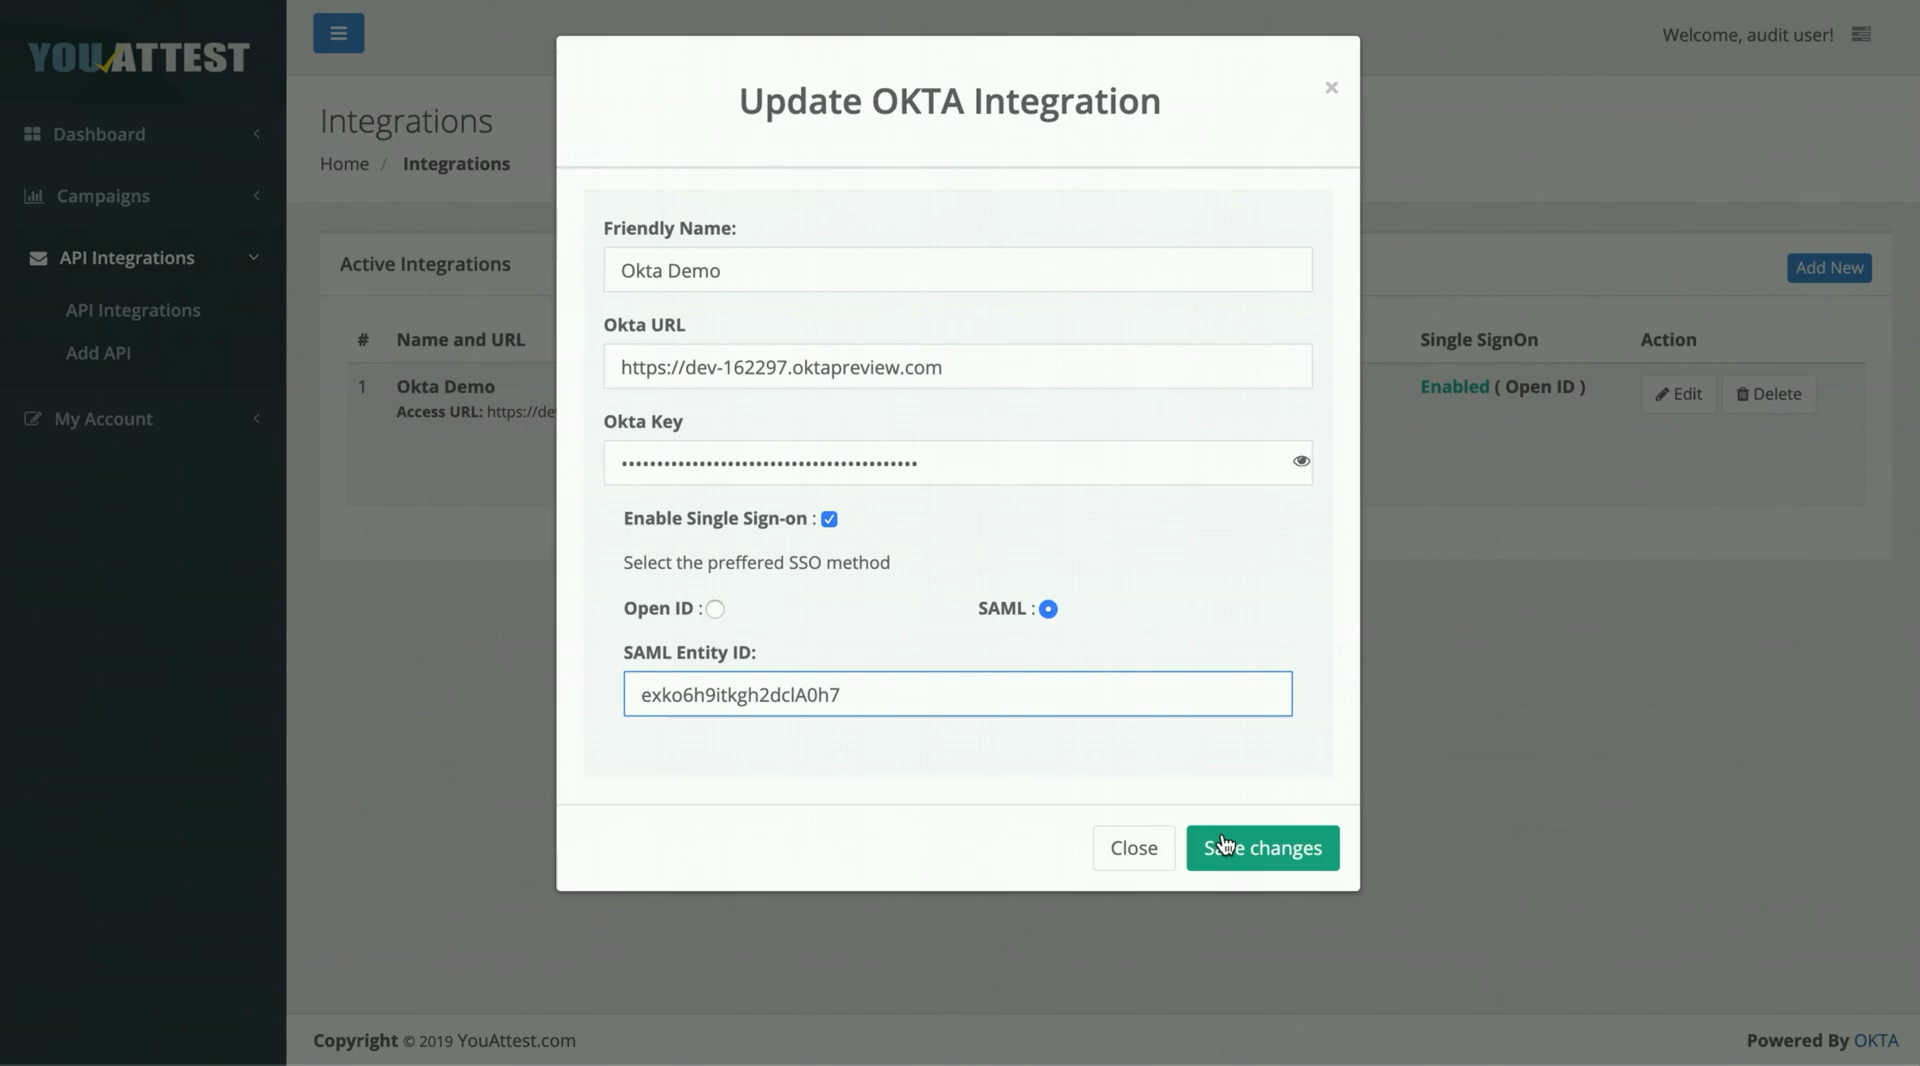 YOUATTEST
Dashboard
Campaigns
API Integrations
API Integrations
Add API
My Account
Welcome, audit user!
Integrations
Home / Integrations
Active Integrations
Add New
# Name and URL Single SignOn Action
1 Okta Demo Enabled ( Open ID ) Edit Delete
Access URL: https://de
Update OKTA Integration
×
Friendly Name:
Okta Demo
Okta URL
https://dev-162297.oktapreview.com
Okta Key
••••••••••••••••••••••••••••••••••••••••••
Enable Single Sign-on :
Select the preffered SSO method
Open ID : SAML :
SAML Entity ID:
exko6h9itkgh2dclA0h7
Close Save changes
Copyright © 2019 YouAttest.com
Powered By OKTA